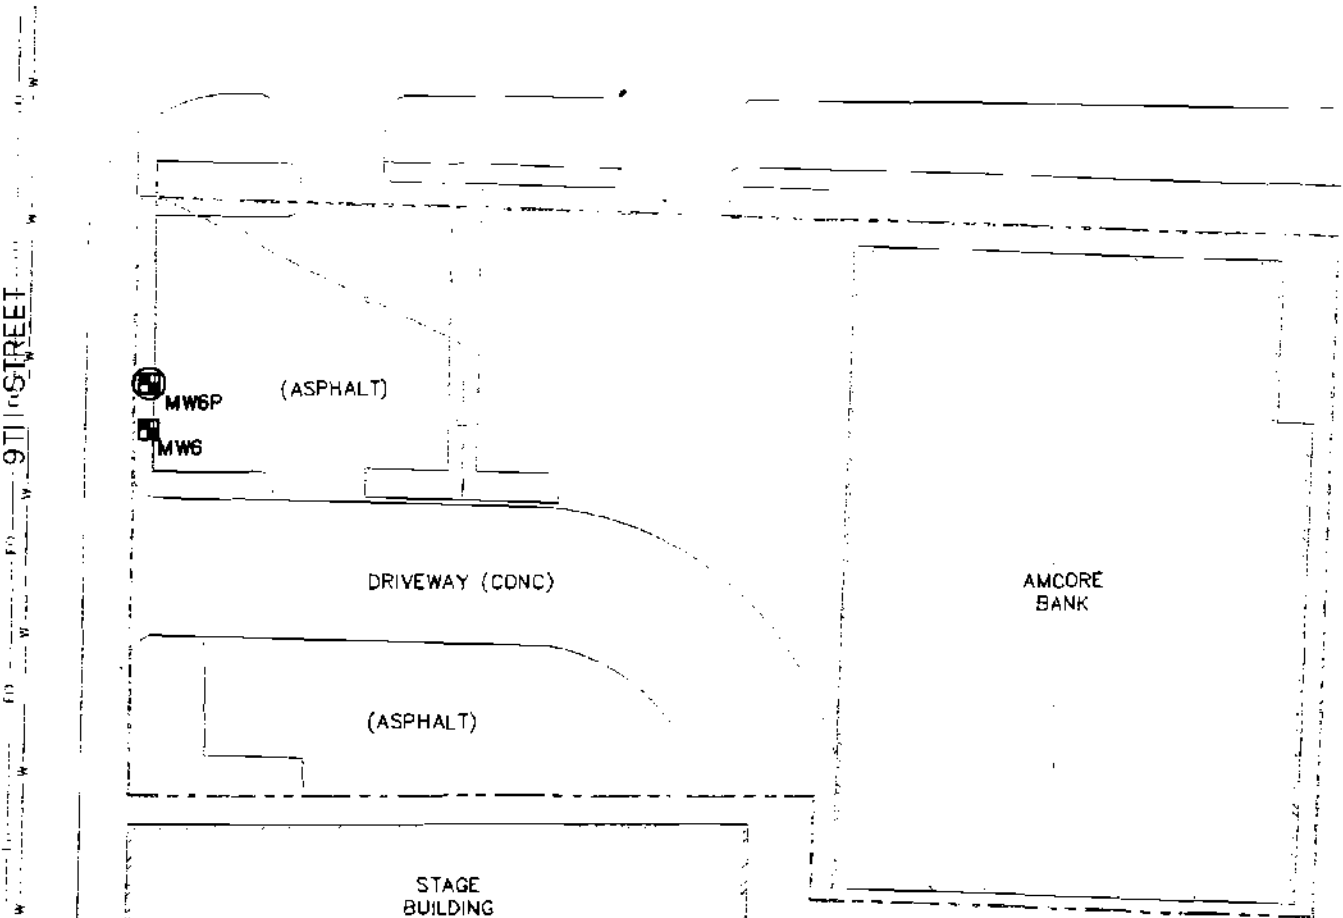 9TH STREET
W
W
W
W
W
W
W
MW6P
MW6
(ASPHALT)
DRIVEWAY (CONC)
(ASPHALT)
AMCORE
BANK
STAGE
BUILDING